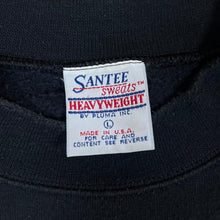 SANTEE
sweats™
HEAVYWEIGHT
BY PLUMA INC.
L
MADE IN U.S.A.
FOR CARE AND
CONTENT SEE REVERSE